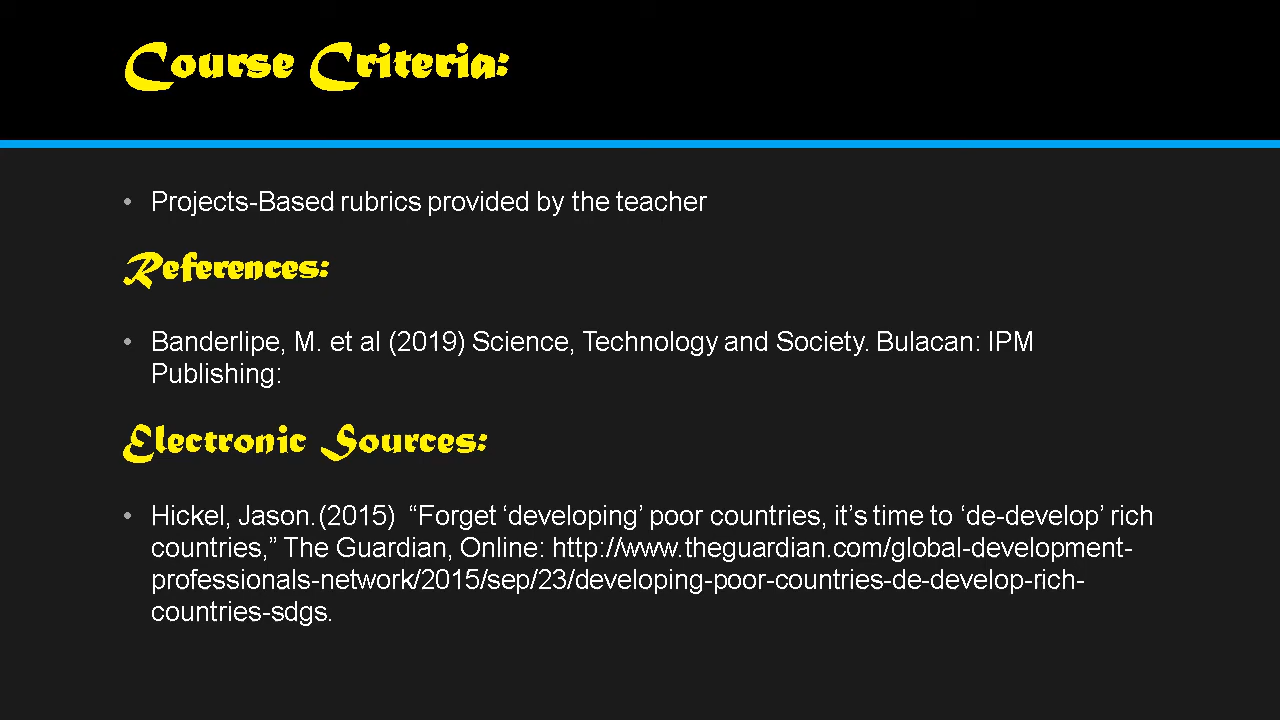 Course Criteria:
• Projects-Based rubrics provided by the teacher
References:
• Banderlipe, M. et al (2019) Science, Technology and Society. Bulacan: IPM
Publishing:
Electronic Sources:
• Hickel, Jason.(2015)  “Forget ‘developing’ poor countries, it’s time to ‘de-develop’ rich
countries,” The Guardian, Online: http://www.theguardian.com/global-development-
professionals-network/2015/sep/23/developing-poor-countries-de-develop-rich-
countries-sdgs.